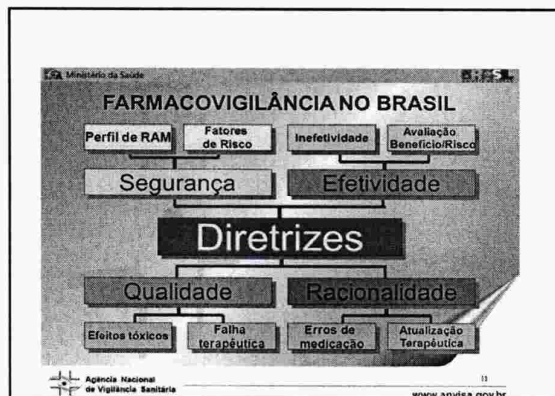 Ministério da Saúde
BRASIL
FARMACOVIGILÂNCIA NO BRASIL
Perfil de RAM
Fatores
de Risco
Inefetividade
Avaliação
Benefício/Risco
Segurança
Efetividade
Diretrizes
Qualidade
Racionalidade
Efeitos tóxicos
Falha
terapêutica
Erros de
medicação
Atualização
Terapêutica
Agência Nacional
de Vigilância Sanitária
www.anvisa.gov.br